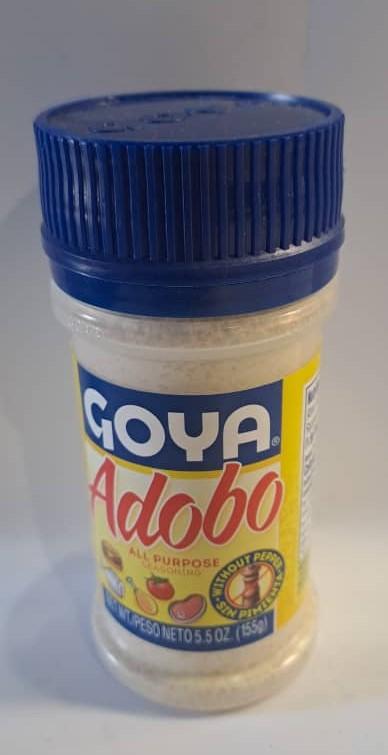 GOYA®
Adobo
ALL PURPOSE
SEASONING
WITHOUT PEPPER
SIN PIMIENTA
NET WT./PESO NETO 5.5 OZ. (155g)